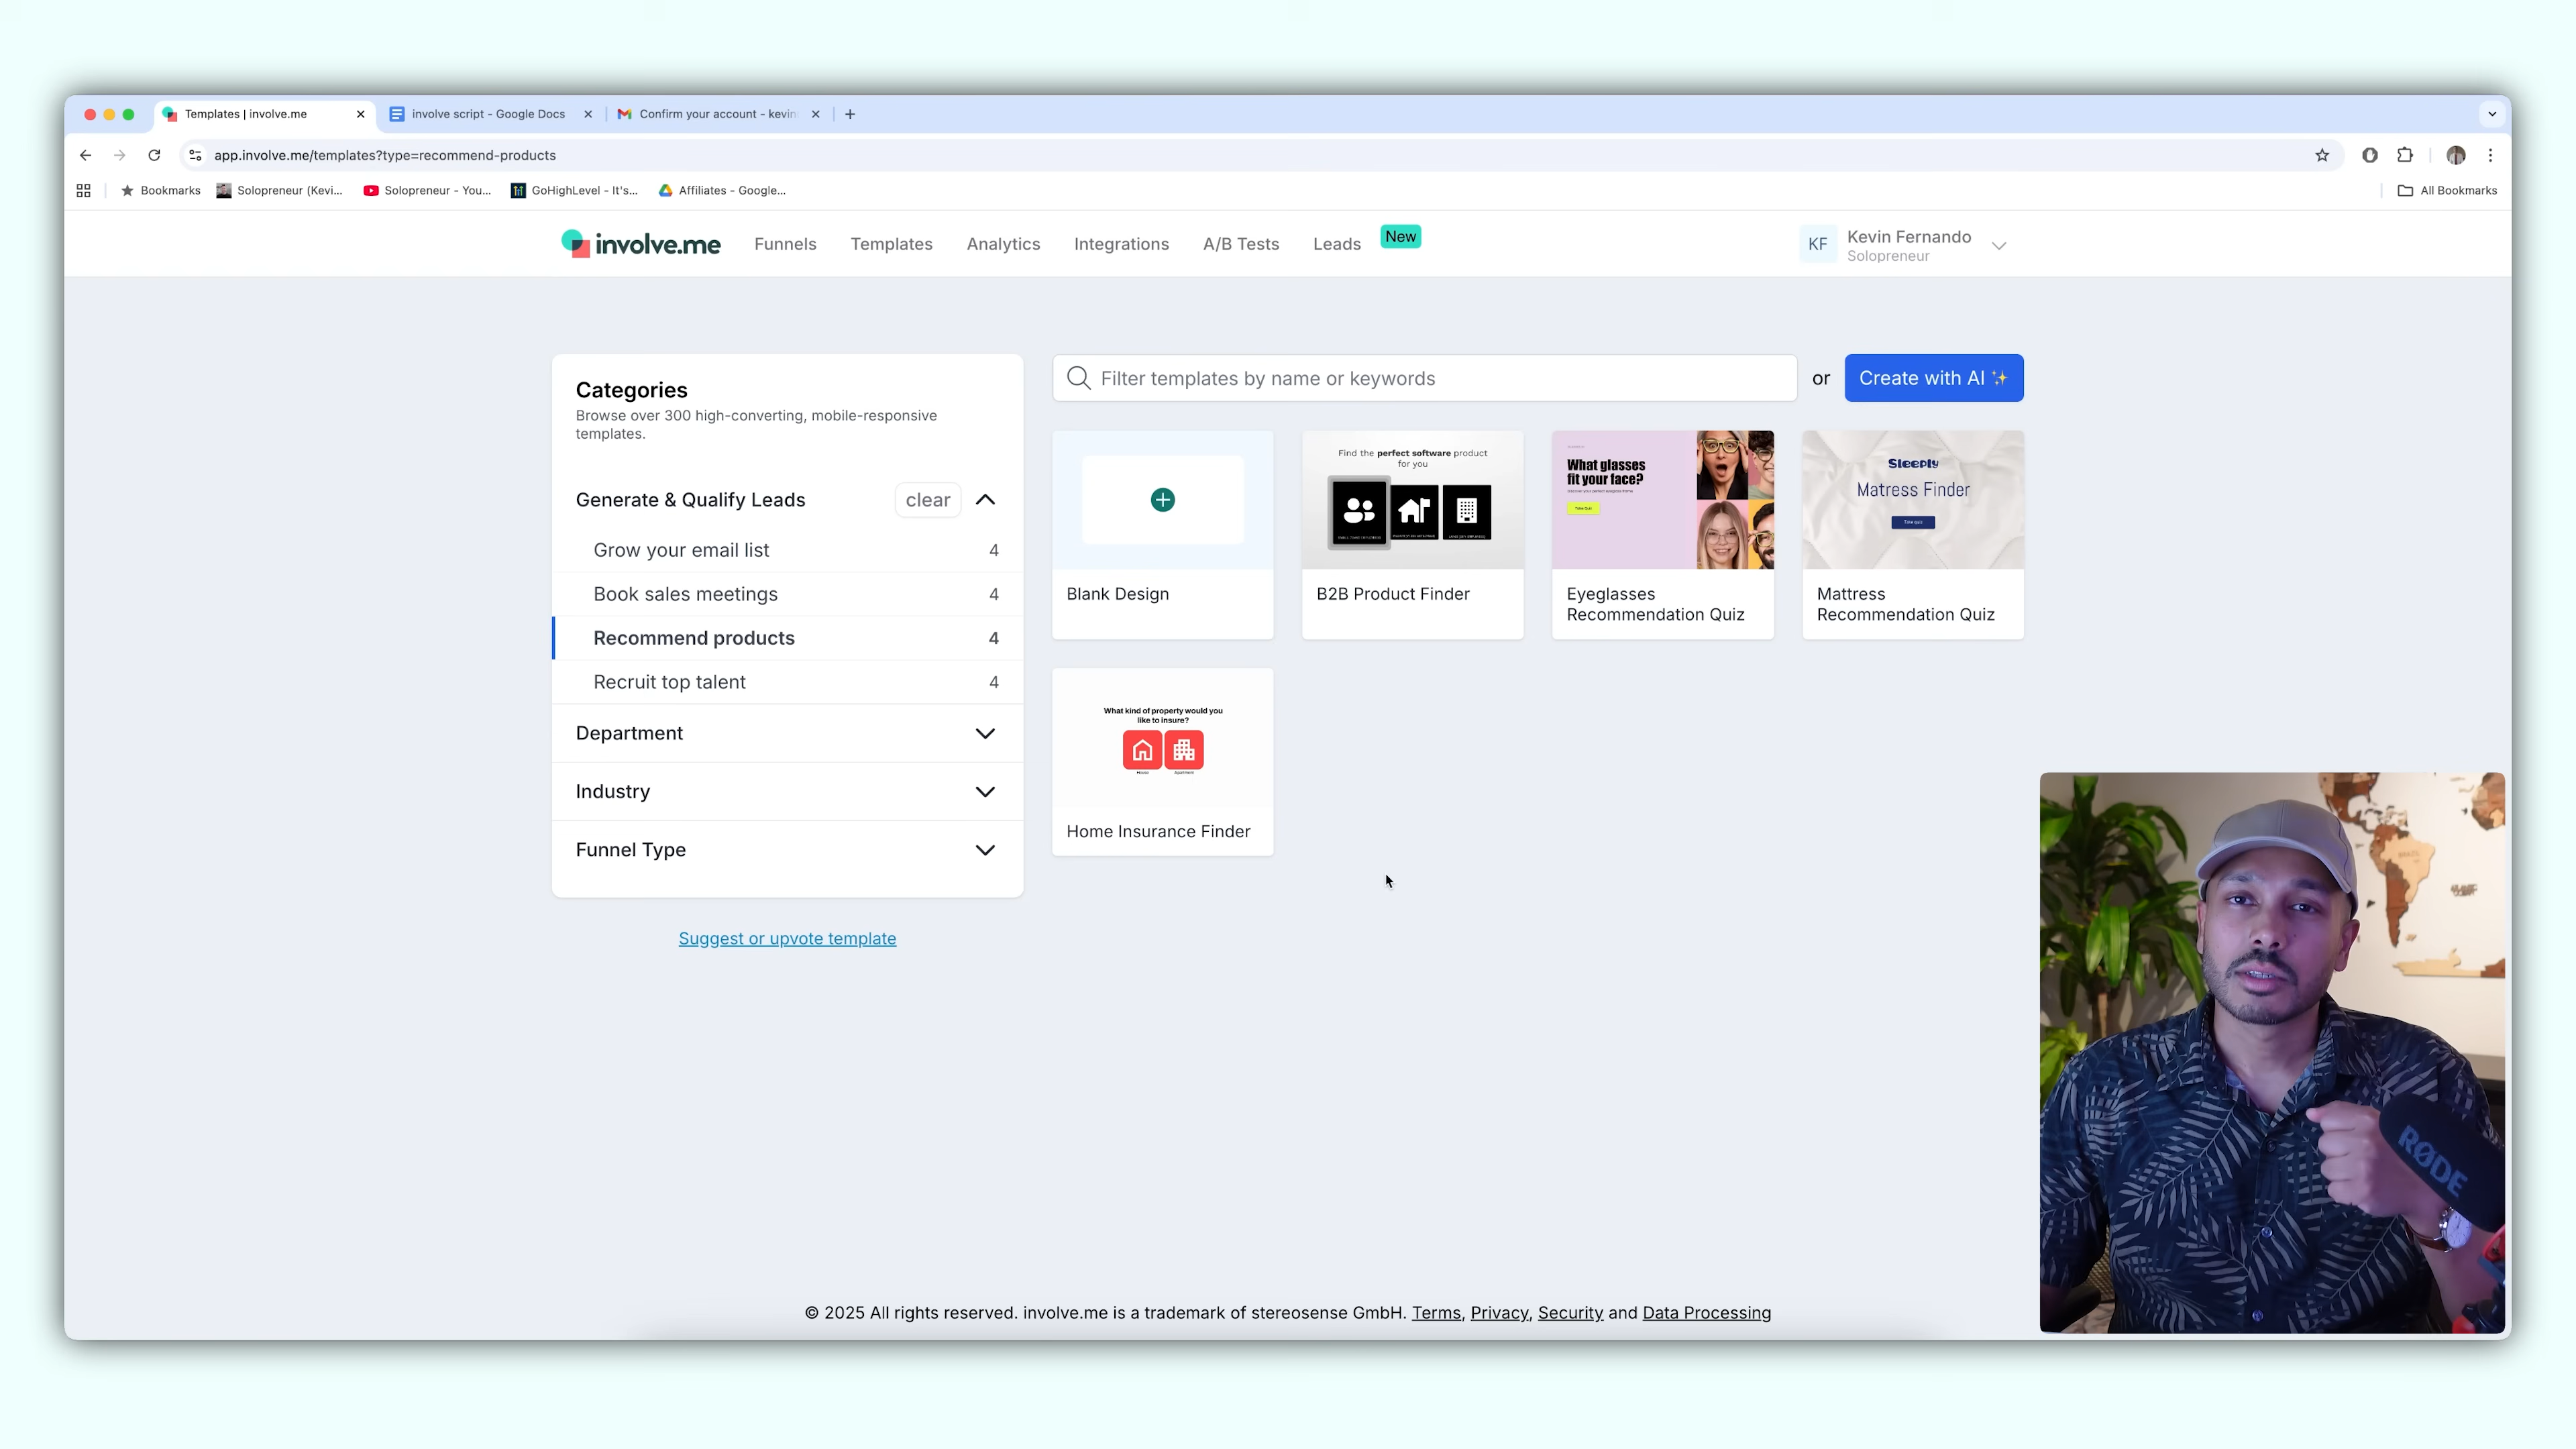 Templates | involve.me
involve script - Google Docs
Confirm your account - kevin
app.involve.me/templates?type=recommend-products
Bookmarks
Solopreneur (Kevi...
Solopreneur - You...
GoHighLevel - It's...
Affiliates - Google...
All Bookmarks
involve.me
Funnels
Templates
Analytics
Integrations
A/B Tests
Leads
New
KF
Kevin Fernando
Solopreneur
Categories
Browse over 300 high-converting, mobile-responsive
templates.
Generate & Qualify Leads
clear
Grow your email list 4
Book sales meetings 4
Recommend products 4
Recruit top talent 4
Department
Industry
Funnel Type
Suggest or upvote template
Filter templates by name or keywords
or
Create with AI
Blank Design
Find the perfect software product
for you
B2B Product Finder
What glasses
fit your face?
Take Quiz
Eyeglasses
Recommendation Quiz
Sleeply
Matress Finder
Take quiz
Mattress
Recommendation Quiz
What kind of property would you
like to insure?
House
Apartment
Home Insurance Finder
BRAZIL
RØDE
© 2025 All rights reserved. involve.me is a trademark of stereosense GmbH. Terms, Privacy, Security and Data Processing